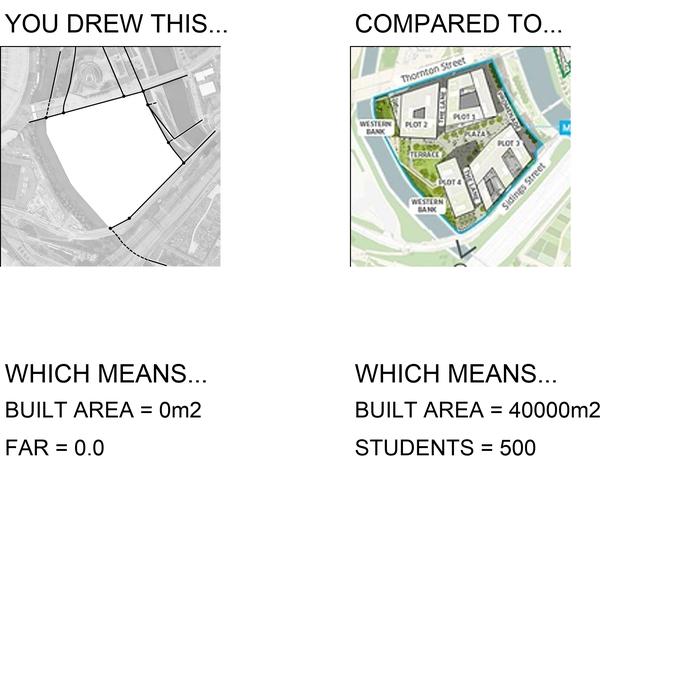 YOU DREW THIS...
COMPARED TO...
Thornton Street
PLOT 1
THE LANE
PLOT 2
PROMENADE
WESTERN
BANK
PLAZA
PLOT 3
TERRACE
PLOT 4
THE LANE
Sidings Street
WESTERN
BANK
M
WHICH MEANS...
BUILT AREA = 0m2
FAR = 0.0
WHICH MEANS...
BUILT AREA = 40000m2
STUDENTS = 500